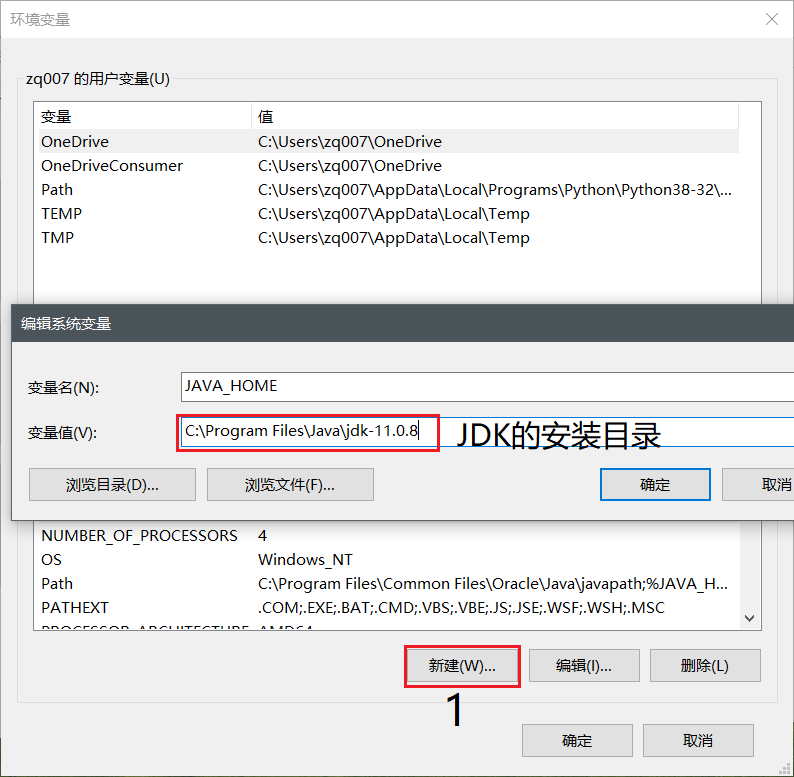 环境变量
zq007 的用户变量(U)
变量 值
OneDrive C:\Users\zq007\OneDrive
OneDriveConsumer C:\Users\zq007\OneDrive
Path C:\Users\zq007\AppData\Local\Programs\Python\Python38-32\...
TEMP C:\Users\zq007\AppData\Local\Temp
TMP C:\Users\zq007\AppData\Local\Temp
编辑系统变量
变量名(N): JAVA_HOME
变量值(V): C:\Program Files\Java\jdk-11.0.8 JDK的安装目录
浏览目录(D)... 浏览文件(F)... 确定 取消
NUMBER_OF_PROCESSORS 4
OS Windows_NT
Path C:\Program Files\Common Files\Oracle\Java\javapath;%JAVA_H...
PATHEXT .COM;.EXE;.BAT;.CMD;.VBS;.VBE;.JS;.JSE;.WSF;.WSH;.MSC
PROCESSOR_ARCHITECTURE AMD64
新建(W)... 编辑(I)... 删除(L)
1
确定 取消